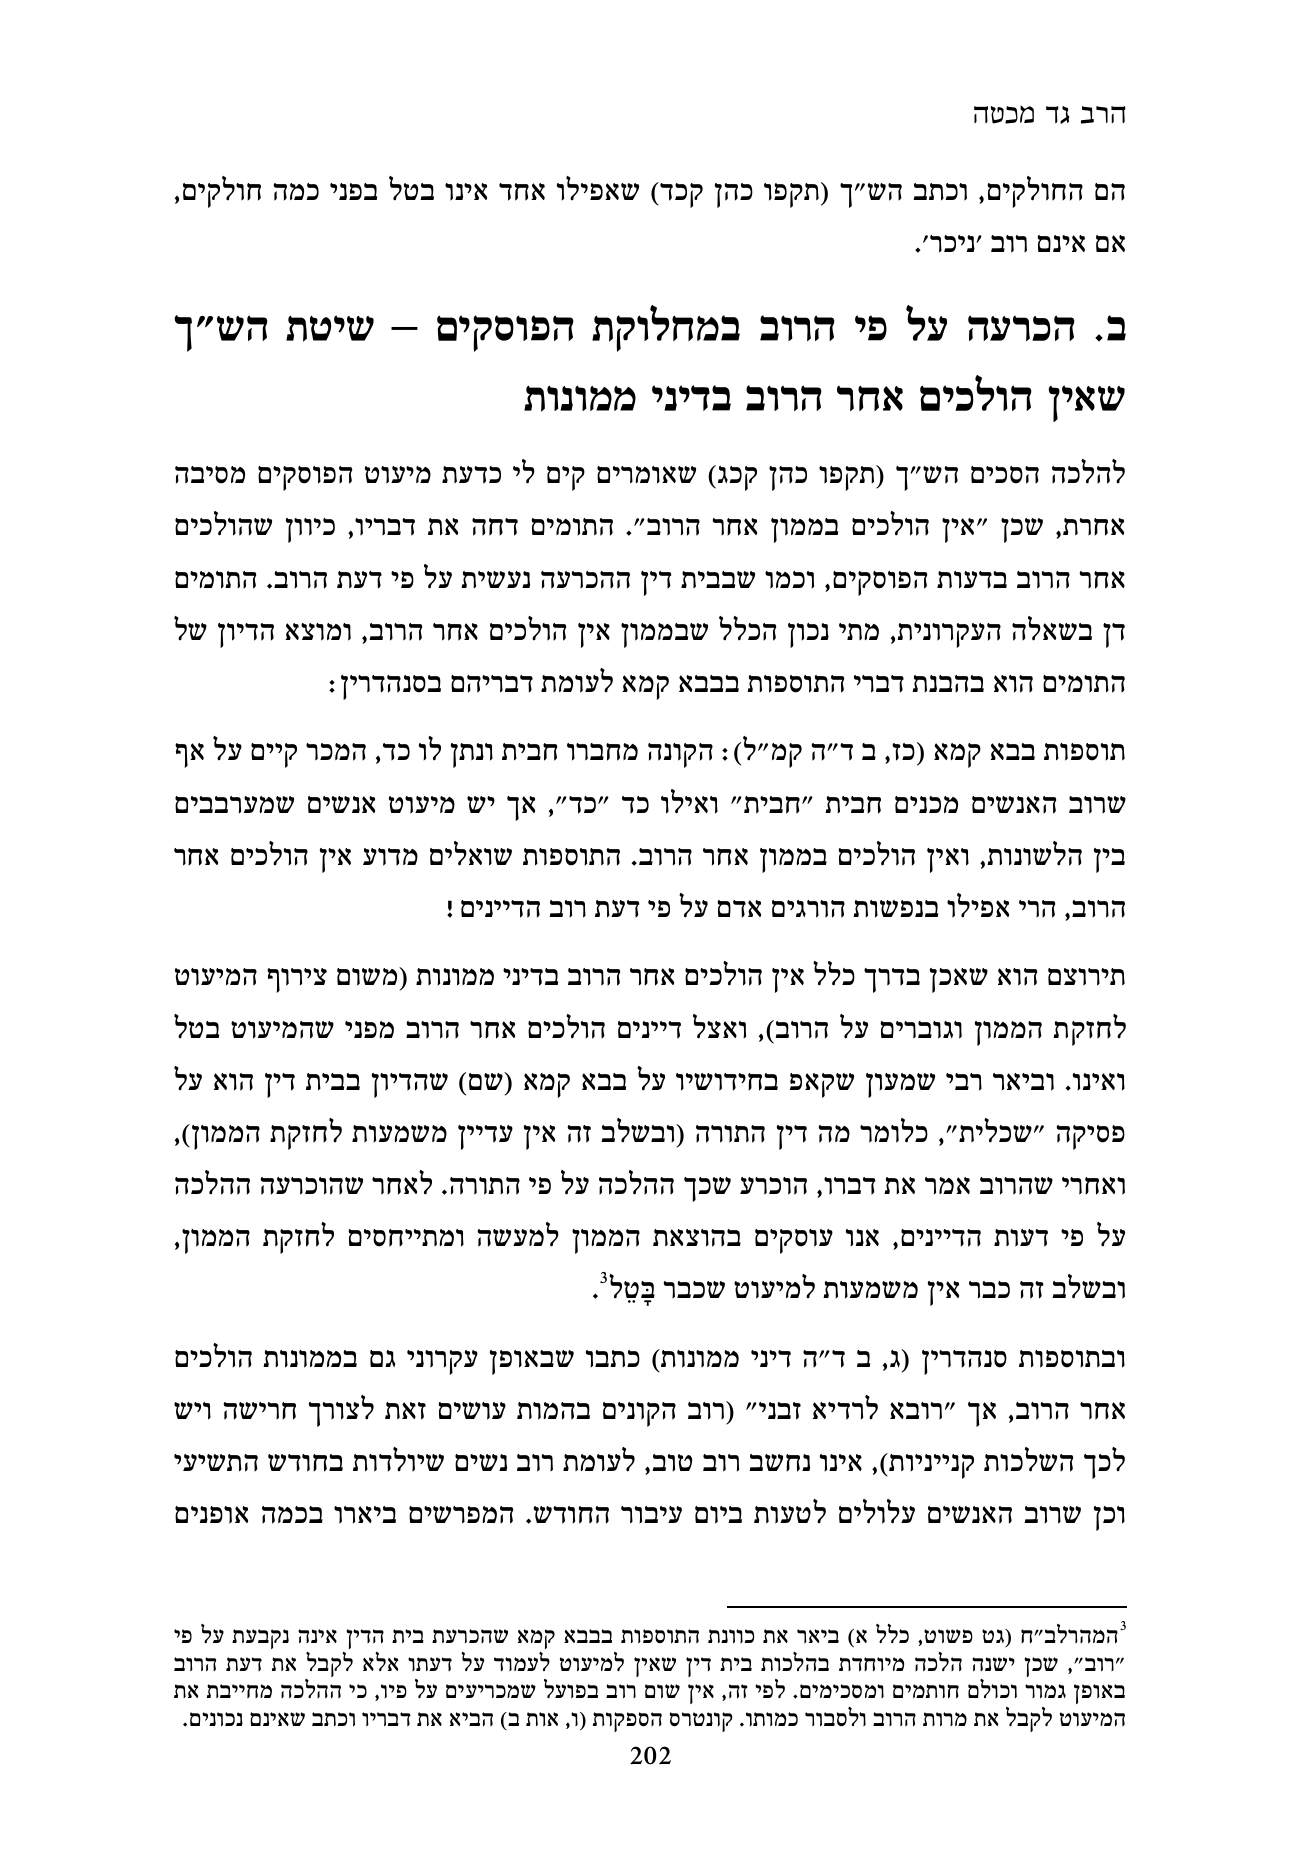 הרב גד מכטה
הם החולקים, וכתב הש״ך (תקפו כהן קכד) שאפילו אחד אינו בטל בפני כמה חולקים,
אם אינם רוב ׳ניכר׳.
ב. הכרעה על פי הרוב במחלוקת הפוסקים – שיטת הש״ך
שאין הולכים אחר הרוב בדיני ממונות
להלכה הסכים הש״ך (תקפו כהן קכג) שאומרים קים לי כדעת מיעוט הפוסקים מסיבה
אחרת, שכן ״אין הולכים בממון אחר הרוב״. התומים דחה את דבריו, כיוון שהולכים
אחר הרוב בדעות הפוסקים, וכמו שבבית דין ההכרעה נעשית על פי דעת הרוב. התומים
דן בשאלה העקרונית, מתי נכון הכלל שבממון אין הולכים אחר הרוב, ומוצא הדיון של
התומים הוא בהבנת דברי התוספות בבבא קמא לעומת דבריהם בסנהדרין:
תוספות בבא קמא (כז, ב ד״ה קמ״ל): הקונה מחברו חבית ונתן לו כד, המכר קיים על אף
שרוב האנשים מכנים חבית ״חבית״ ואילו כד ״כד״, אך יש מיעוט אנשים שמערבבים
בין הלשונות, ואין הולכים בממון אחר הרוב. התוספות שואלים מדוע אין הולכים אחר
הרוב, הרי אפילו בנפשות הורגים אדם על פי דעת רוב הדיינים!
תירוצם הוא שאכן בדרך כלל אין הולכים אחר הרוב בדיני ממונות (משום צירוף המיעוט
לחזקת הממון וגוברים על הרוב), ואצל דיינים הולכים אחר הרוב מפני שהמיעוט בטל
ואינו. וביאר רבי שמעון שקאפ בחידושיו על בבא קמא (שם) שהדיון בבית דין הוא על
פסיקה ״שכלית״, כלומר מה דין התורה (ובשלב זה אין עדיין משמעות לחזקת הממון),
ואחרי שהרוב אמר את דברו, הוכרע שכך ההלכה על פי התורה. לאחר שהוכרעה ההלכה
על פי דעות הדיינים, אנו עוסקים בהוצאת הממון למעשה ומתייחסים לחזקת הממון,
ובשלב זה כבר אין משמעות למיעוט שכבר בָּטֵל³.
ובתוספות סנהדרין (ג, ב ד״ה דיני ממונות) כתבו שבאופן עקרוני גם בממונות הולכים
אחר הרוב, אך ״רובא לרדיא זבני״ (רוב הקונים בהמות עושים זאת לצורך חרישה ויש
לכך השלכות קנייניות), אינו נחשב רוב טוב, לעומת רוב נשים שיולדות בחודש התשיעי
וכן שרוב האנשים עלולים לטעות ביום עיבור החודש. המפרשים ביארו בכמה אופנים
³ המהרלב״ח (גט פשוט, כלל א) ביאר את כוונת התוספות בבבא קמא שהכרעת בית הדין אינה נקבעת על פי
״רוב״, שכן ישנה הלכה מיוחדת בהלכות בית דין שאין למיעוט לעמוד על דעתו אלא לקבל את דעת הרוב
באופן גמור וכולם חותמים ומסכימים. לפי זה, אין שום רוב בפועל שמכריעים על פיו, כי ההלכה מחייבת את
המיעוט לקבל את מרות הרוב ולסבור כמותו. קונטרס הספקות (ו, אות ב) הביא את דבריו וכתב שאינם נכונים.
202